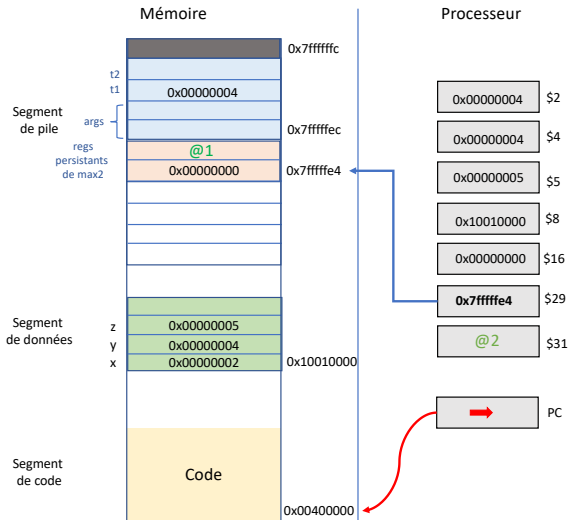 Mémoire
Processeur
0x7ffffffc
t2
t1
0x00000004
Segment
de pile
args
0x7fffffec
regs
persistants
de max2
@1
0x00000000
0x7fffffe4
0x00000004
$2
0x00000004
$4
0x00000005
$5
0x10010000
$8
0x00000000
$16
0x7fffffe4
$29
@2
$31
Segment
de données
z
0x00000005
y
0x00000004
x
0x00000002
0x10010000
PC
Segment
de code
Code
0x00400000